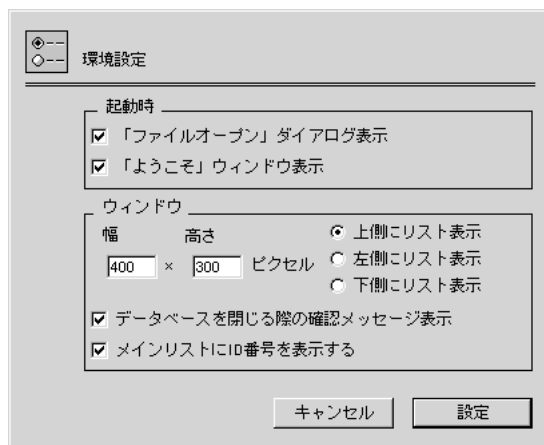 環境設定
起動時
「ファイルオープン」ダイアログ表示
「ようこそ」ウィンドウ表示
ウィンドウ
幅 高さ
400 × 300 ピクセル
上側にリスト表示
左側にリスト表示
下側にリスト表示
データベースを閉じる際の確認メッセージ表示
メインリストにID番号を表示する
キャンセル 設定